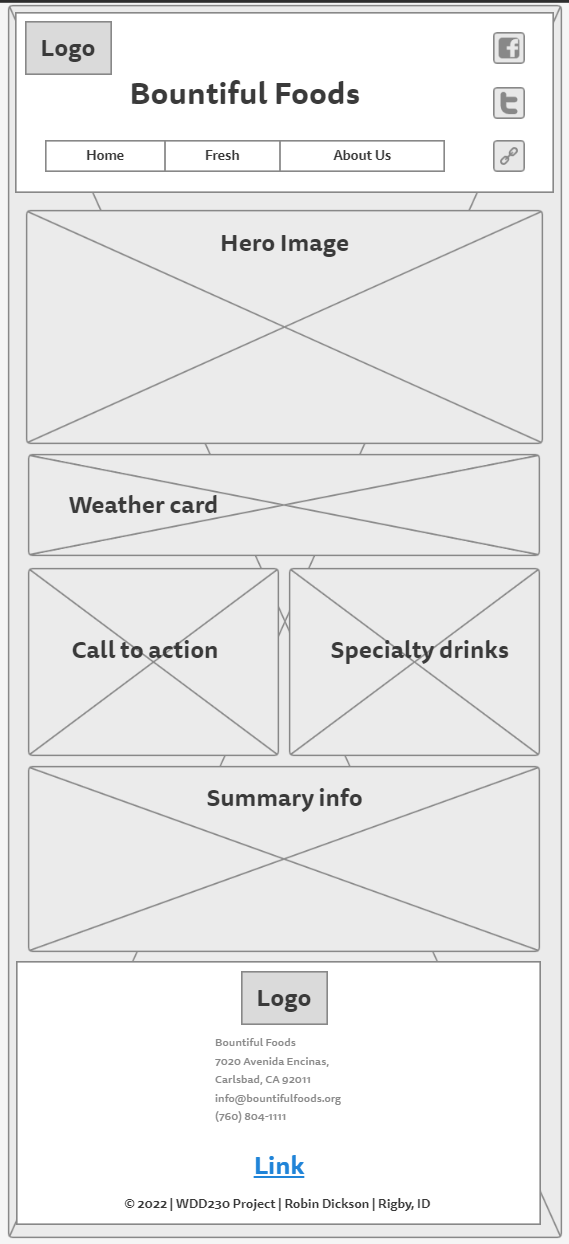 Logo
Bountiful Foods
Home Fresh About Us
Hero Image
Weather card
Call to action Specialty drinks
Summary info
Logo
Bountiful Foods
7020 Avenida Encinas,
Carlsbad, CA 92011
info@bountifulfoods.org
(760) 804-1111
Link
© 2022 | WDD230 Project | Robin Dickson | Rigby, ID